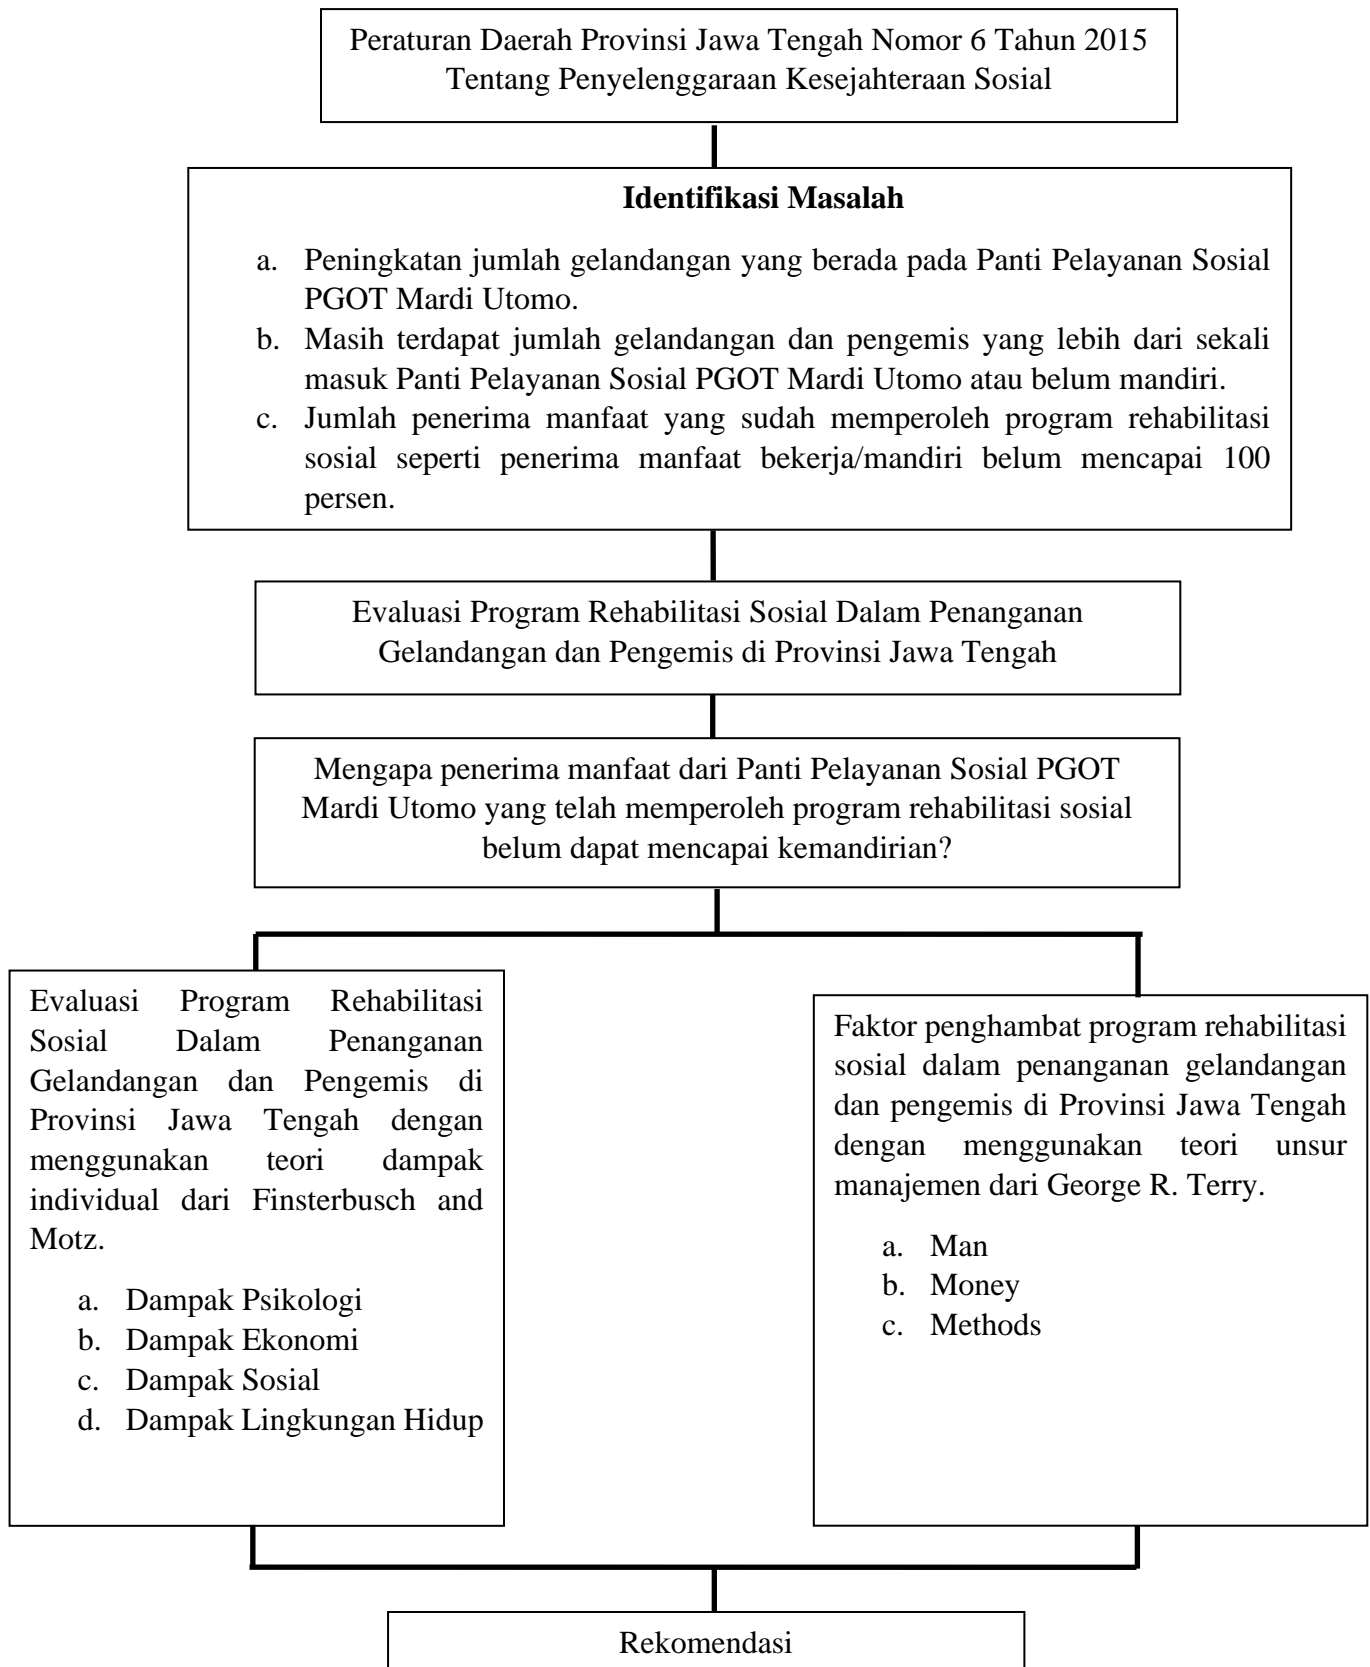 Peraturan Daerah Provinsi Jawa Tengah Nomor 6 Tahun 2015
Tentang Penyelenggaraan Kesejahteraan Sosial
Identifikasi Masalah
a. Peningkatan jumlah gelandangan yang berada pada Panti Pelayanan Sosial
PGOT Mardi Utomo.
b. Masih terdapat jumlah gelandangan dan pengemis yang lebih dari sekali
masuk Panti Pelayanan Sosial PGOT Mardi Utomo atau belum mandiri.
c. Jumlah penerima manfaat yang sudah memperoleh program rehabilitasi
sosial seperti penerima manfaat bekerja/mandiri belum mencapai 100
persen.
Evaluasi Program Rehabilitasi Sosial Dalam Penanganan
Gelandangan dan Pengemis di Provinsi Jawa Tengah
Mengapa penerima manfaat dari Panti Pelayanan Sosial PGOT
Mardi Utomo yang telah memperoleh program rehabilitasi sosial
belum dapat mencapai kemandirian?
Evaluasi Program Rehabilitasi
Sosial Dalam Penanganan
Gelandangan dan Pengemis di
Provinsi Jawa Tengah dengan
menggunakan teori dampak
individual dari Finsterbusch and
Motz.
a. Dampak Psikologi
b. Dampak Ekonomi
c. Dampak Sosial
d. Dampak Lingkungan Hidup
Faktor penghambat program rehabilitasi
sosial dalam penanganan gelandangan
dan pengemis di Provinsi Jawa Tengah
dengan menggunakan teori unsur
manajemen dari George R. Terry.
a. Man
b. Money
c. Methods
Rekomendasi